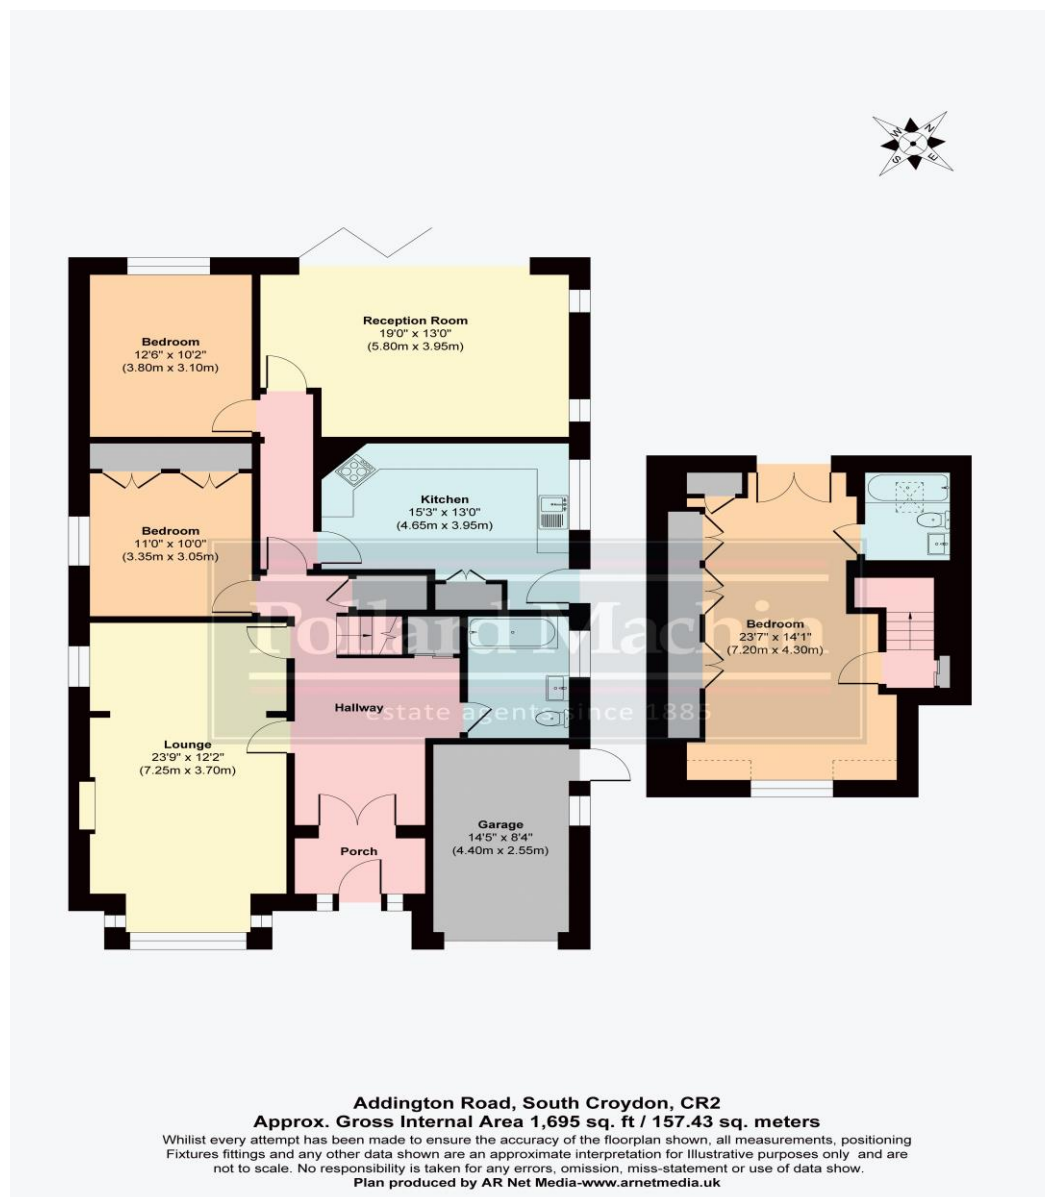 W N
S E
Reception Room
19'0" x 13'0"
(5.80m x 3.95m)
Bedroom
12'6" x 10'2"
(3.80m x 3.10m)
Kitchen
15'3" x 13'0"
(4.65m x 3.95m)
Bedroom
11'0" x 10'0"
(3.35m x 3.05m)
Bedroom
23'7" x 14'1"
(7.20m x 4.30m)
Pollard Machin
estate agents since 1885
Hallway
Lounge
23'9" x 12'2"
(7.25m x 3.70m)
Garage
14'5" x 8'4"
(4.40m x 2.55m)
Porch
Addington Road, South Croydon, CR2
Approx. Gross Internal Area 1,695 sq. ft / 157.43 sq. meters
Whilist every attempt has been made to ensure the accuracy of the floorplan shown, all measurements, positioning
Fixtures fittings and any other data shown are an approximate interpretation for Illustrative purposes only and are
not to scale. No responsibility is taken for any errors, omission, miss-statement or use of data show.
Plan produced by AR Net Media-www.arnetmedia.uk